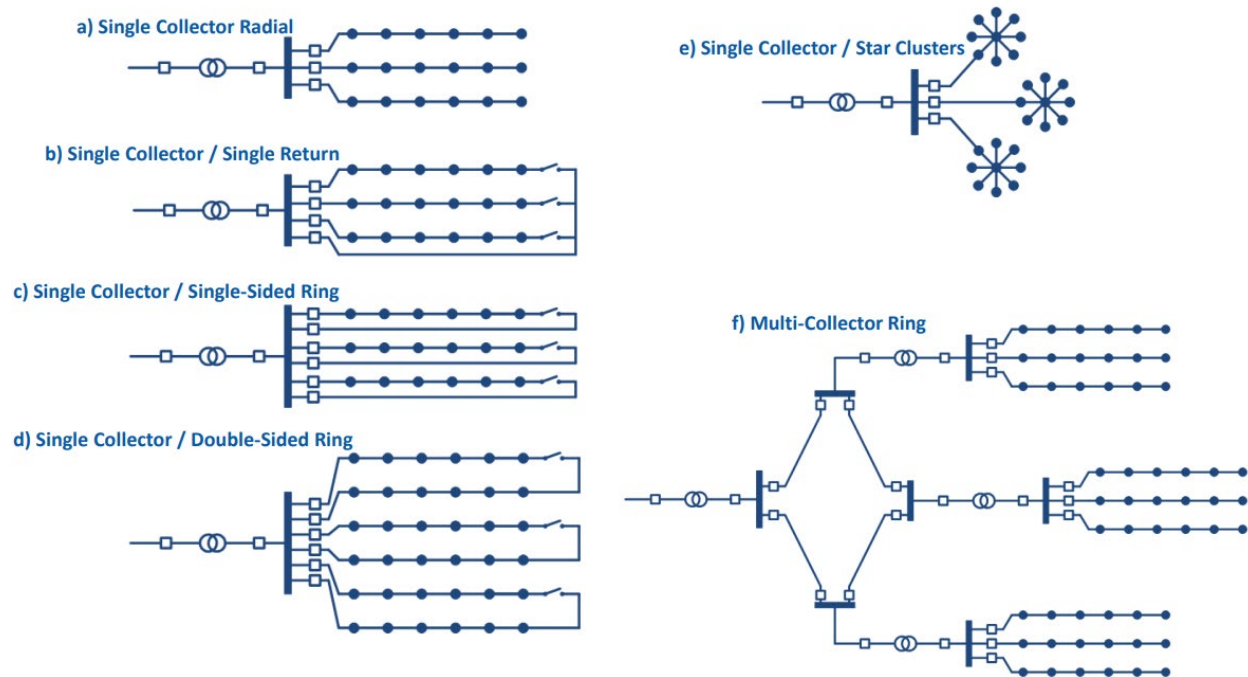 a) Single Collector Radial
b) Single Collector / Single Return
c) Single Collector / Single-Sided Ring
d) Single Collector / Double-Sided Ring
e) Single Collector / Star Clusters
f) Multi-Collector Ring